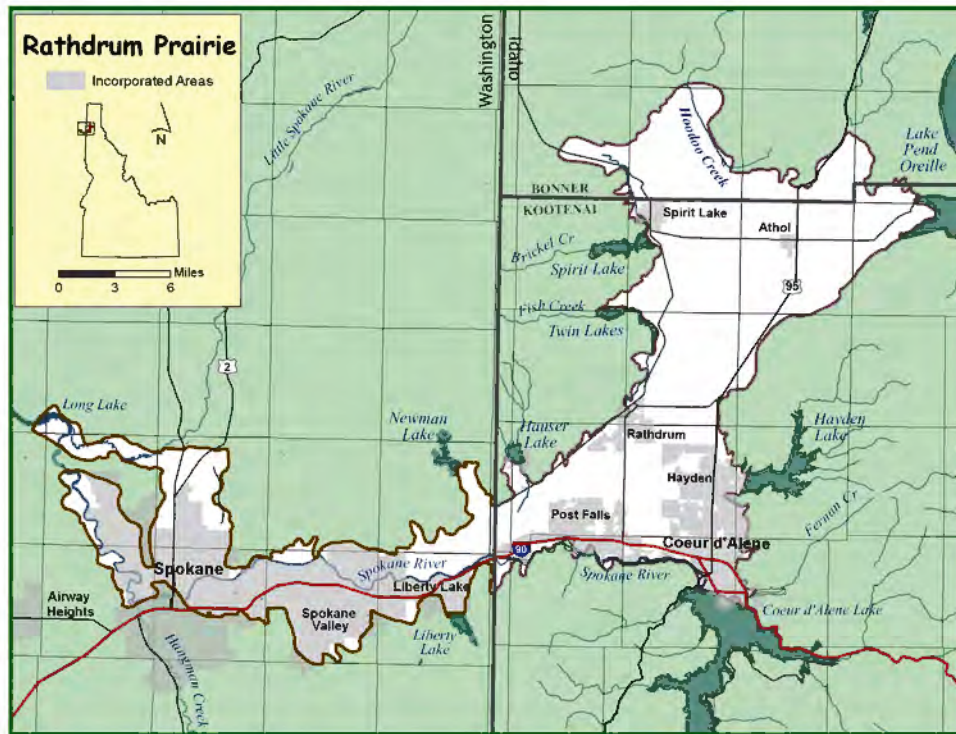 Rathdrum Prairie
Incorporated Areas
N
Miles
0 3 6
Washington
Idaho
Little Spokane River
Hoodoo Creek
Lake
Pend
Oreille
BONNER
KOOTENAI
Spirit Lake
Athol
Brickel Cr
Spirit Lake
95
Fish Creek
Twin Lakes
2
Long Lake
Newman
Lake
Hauser
Lake
Hayden
Lake
Rathdrum
Hayden
Fernan Cr
Post Falls
90
Coeur d'Alene
Spokane
Spokane River
Spokane River
Airway
Heights
Liberty Lake
Spokane
Valley
Liberty
Lake
Coeur d'Alene Lake
Hangman Creek